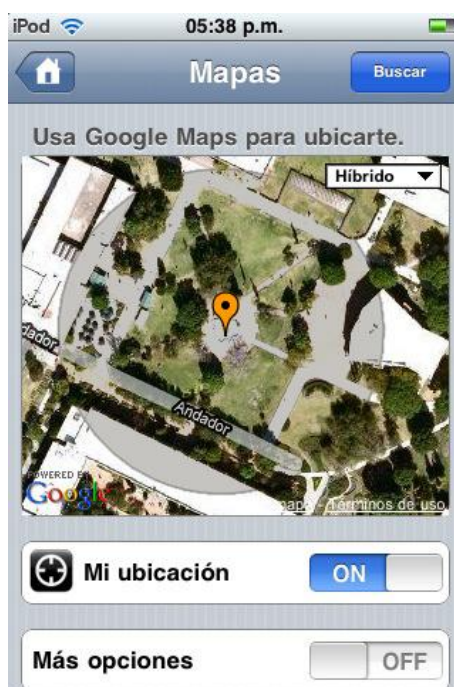 iPod 05:38 p.m.
Mapas
Buscar
Usa Google Maps para ubicarte.
Híbrido
Andador
Andador
POWERED BY
Google
Términos de uso
Mi ubicación ON
Más opciones OFF